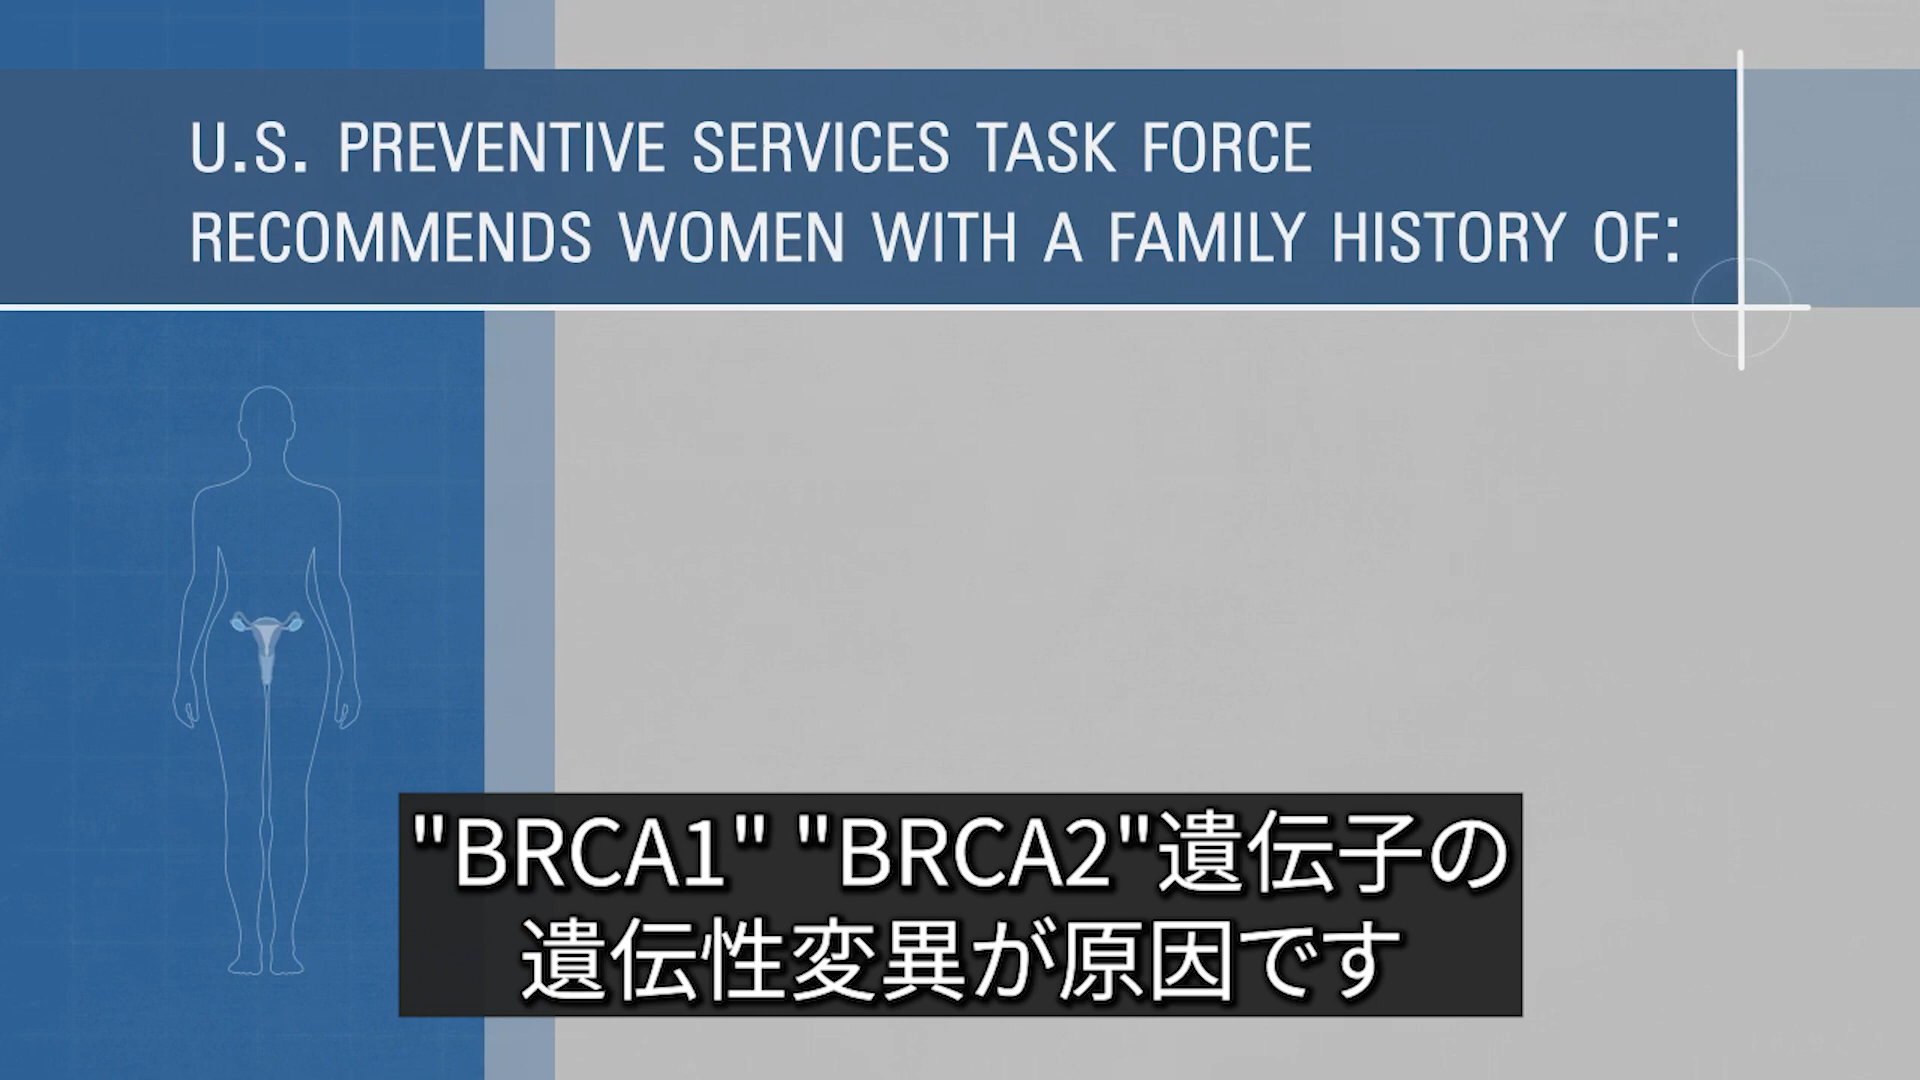 U.S. PREVENTIVE SERVICES TASK FORCE
RECOMMENDS WOMEN WITH A FAMILY HISTORY OF:
"BRCA1" "BRCA2"遺伝子の
遺伝性変異が原因です